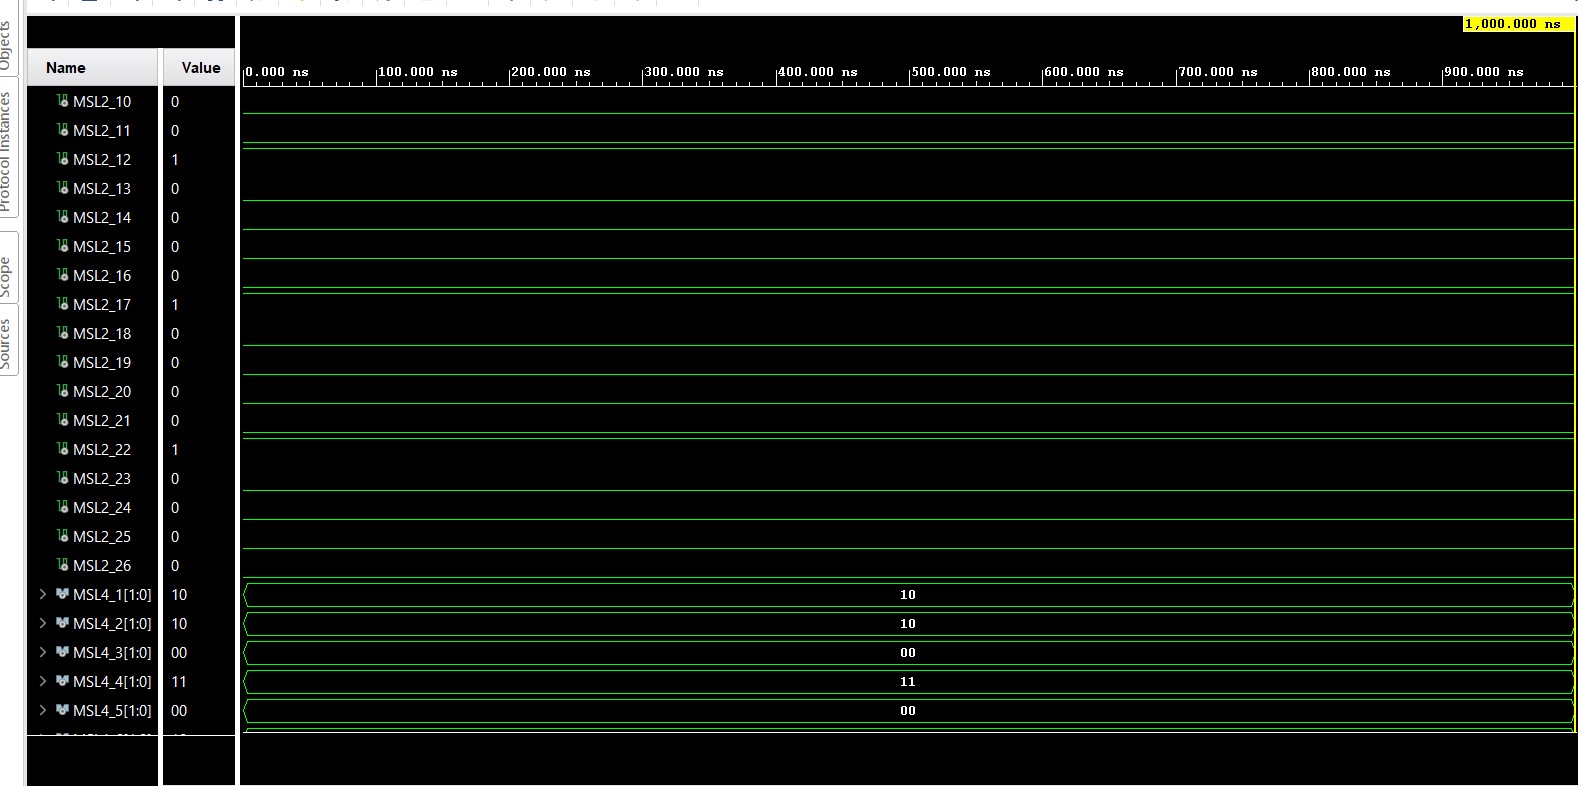 1,000.000 ns
Objects
Protocol Instances
Scope
Sources
Name Value
0.000 ns 100.000 ns 200.000 ns 300.000 ns 400.000 ns 500.000 ns 600.000 ns 700.000 ns 800.000 ns 900.000 ns
MSL2_10 0
MSL2_11 0
MSL2_12 1
MSL2_13 0
MSL2_14 0
MSL2_15 0
MSL2_16 0
MSL2_17 1
MSL2_18 0
MSL2_19 0
MSL2_20 0
MSL2_21 0
MSL2_22 1
MSL2_23 0
MSL2_24 0
MSL2_25 0
MSL2_26 0
MSL4_1[1:0] 10 10
MSL4_2[1:0] 10 10
MSL4_3[1:0] 00 00
MSL4_4[1:0] 11 11
MSL4_5[1:0] 00 00